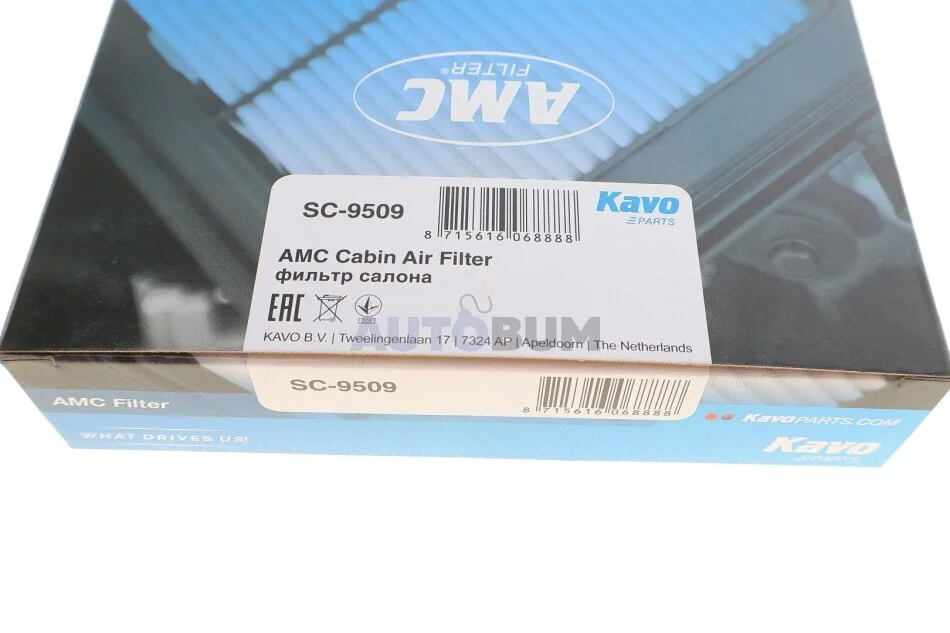 AMC
FILTER®
SC-9509
8 715616 068888
Kavo
PARTS
AMC Cabin Air Filter
фильтр салона
EAC
009
AUTOBUM
KAVO B.V. | Tweelingenlaan 17 | 7324 AP | Apeldoorn | The Netherlands
SC-9509
8 715616 068888
AMC Filter
WHAT DRIVES US!
KavoPARTS.COM
Kavo
PARTS